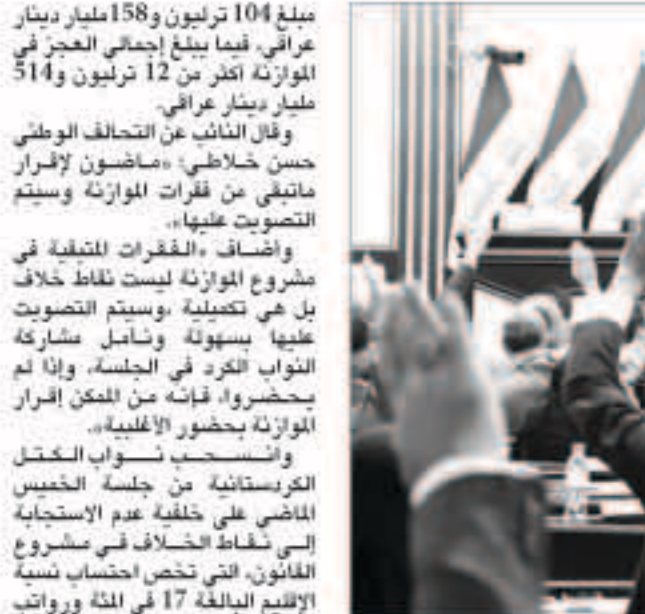 مبلغ 104 ترليون و158 مليار دينار
عراقي، فيما يبلغ إجمالي العجز في
الموازنة أكثر من 12 ترليون و514
مليار دينار عراقي.
وقال النائب عن التحالف الوطني
حسن خلاطي: «ماضون لإقرار
ماتبقى من فقرات الموازنة وسيتم
التصويت عليها».
وأضاف «الفقرات المتبقية في
مشروع الموازنة ليست نقاط خلاف
بل هي تكميلية ،وسيتم التصويت
عليها بسهولة ونأمل مشاركة
النواب الكرد في الجلسة، وإذا لم
يحضروا، فإنه من الممكن إقرار
الموازنة بحضور الأغلبية».
وانسحب نواب الكتل
الكردستانية من جلسة الخميس
الماضي على خلفية عدم الاستجابة
إلى نقاط الخلاف في مشروع
القانون، التي تخص احتساب نسبة
الإقليم البالغة 17 في المئة ورواتب